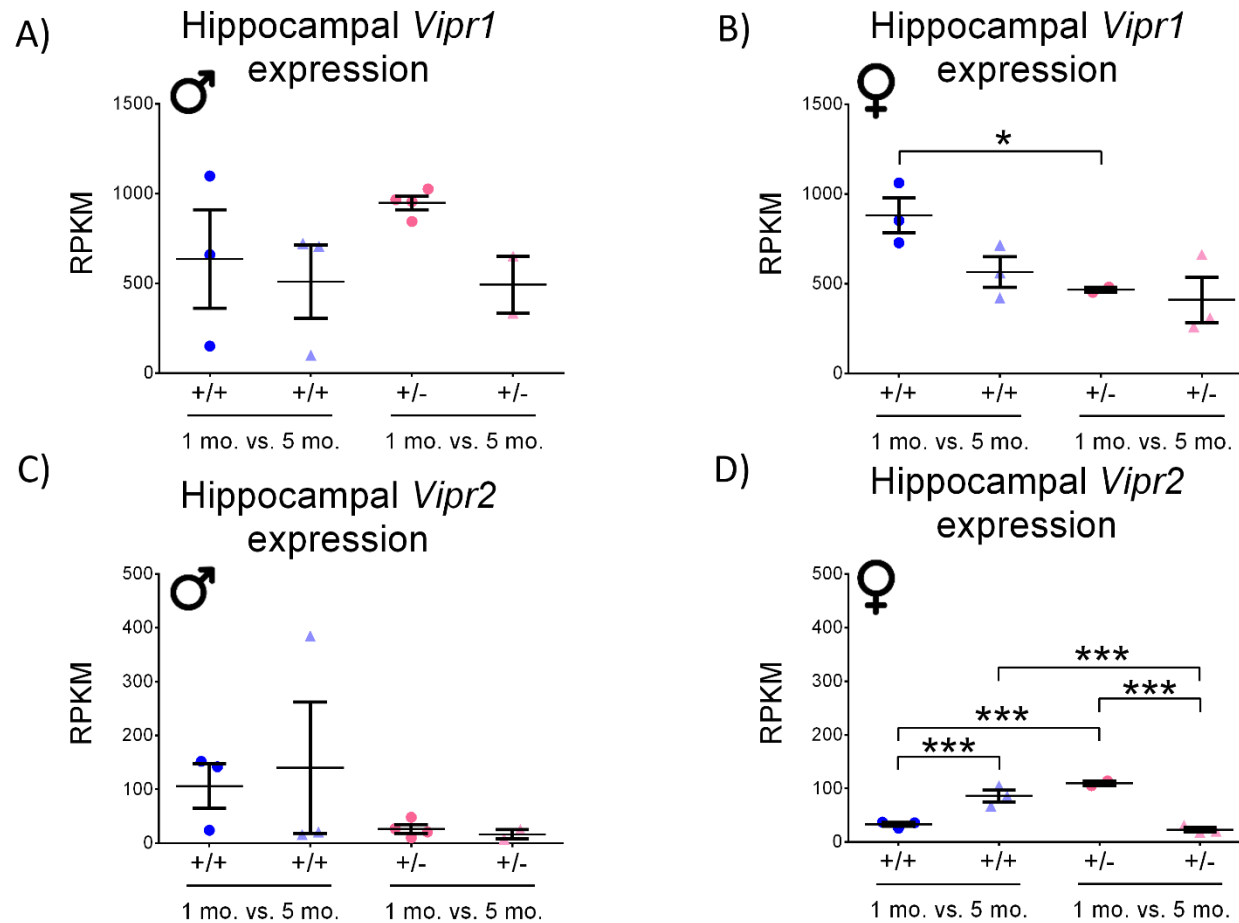 A)
Hippocampal Vipr1
expression
♂
1500
1000
500
0
RPKM
+/+ +/+ +/- +/-
1 mo. vs. 5 mo. 1 mo. vs. 5 mo.
B)
Hippocampal Vipr1
expression
♀
1500
1000
500
0
RPKM
*
+/+ +/+ +/- +/-
1 mo. vs. 5 mo. 1 mo. vs. 5 mo.
C)
Hippocampal Vipr2
expression
♂
500
400
300
200
100
0
RPKM
+/+ +/+ +/- +/-
1 mo. vs. 5 mo. 1 mo. vs. 5 mo.
D)
Hippocampal Vipr2
expression
♀
500
400
300
200
100
0
RPKM
***
***
***
***
+/+ +/+ +/- +/-
1 mo. vs. 5 mo. 1 mo. vs. 5 mo.